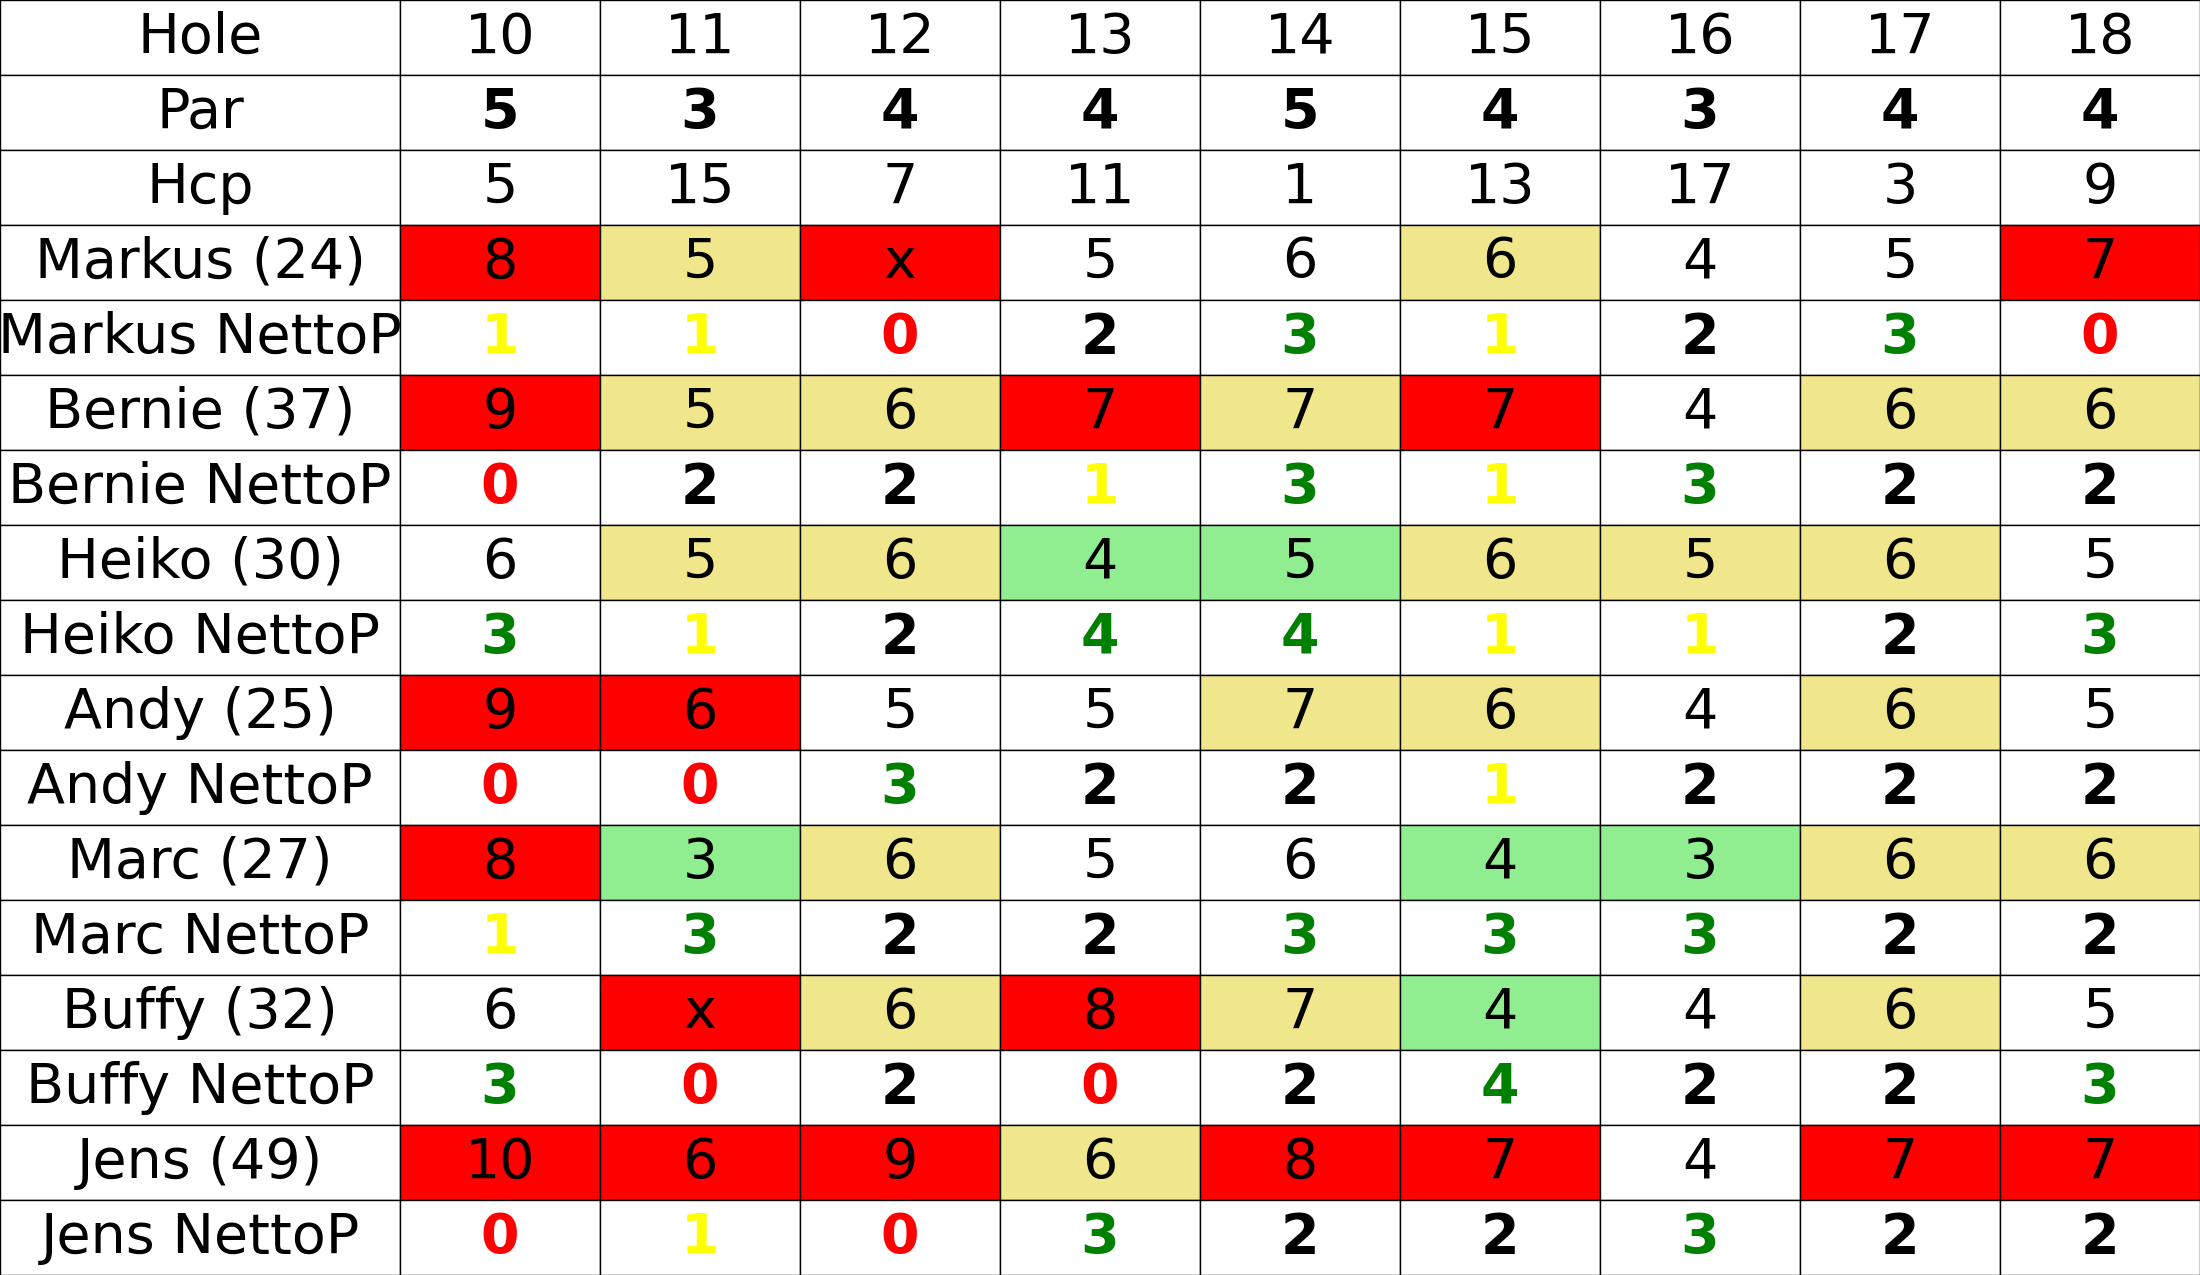 Hole 10 11 12 13 14 15 16 17 18
Par 5 3 4 4 5 4 3 4 4
Hcp 5 15 7 11 1 13 17 3 9
Markus (24) 8 5 x 5 6 6 4 5 7
Markus NettoP 1 1 0 2 3 1 2 3 0
Bernie (37) 9 5 6 7 7 7 4 6 6
Bernie NettoP 0 2 2 1 3 1 3 2 2
Heiko (30) 6 5 6 4 5 6 5 6 5
Heiko NettoP 3 1 2 4 4 1 1 2 3
Andy (25) 9 6 5 5 7 6 4 6 5
Andy NettoP 0 0 3 2 2 1 2 2 2
Marc (27) 8 3 6 5 6 4 3 6 6
Marc NettoP 1 3 2 2 3 3 3 2 2
Buffy (32) 6 x 6 8 7 4 4 6 5
Buffy NettoP 3 0 2 0 2 4 2 2 3
Jens (49) 10 6 9 6 8 7 4 7 7
Jens NettoP 0 1 0 3 2 2 3 2 2